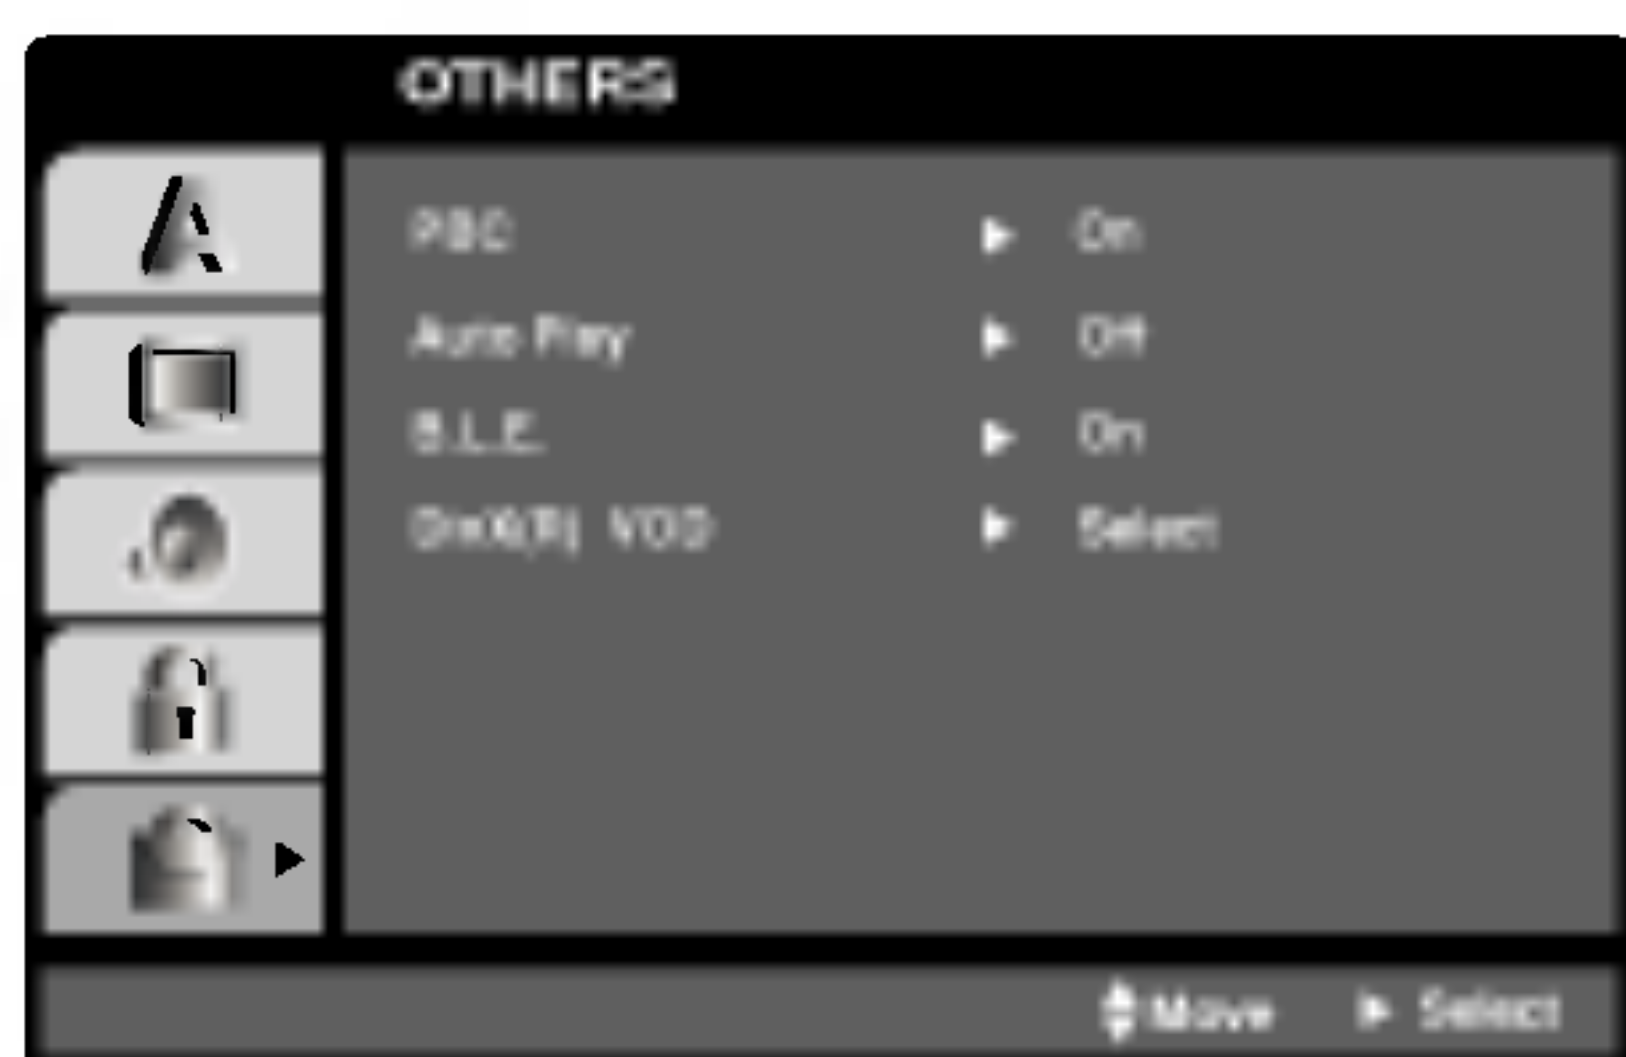 OTHERS
PBC ► On
Auto Play ► Off
B.L.E. ► On
DivX(R) VOD ► Select
Move ► Select